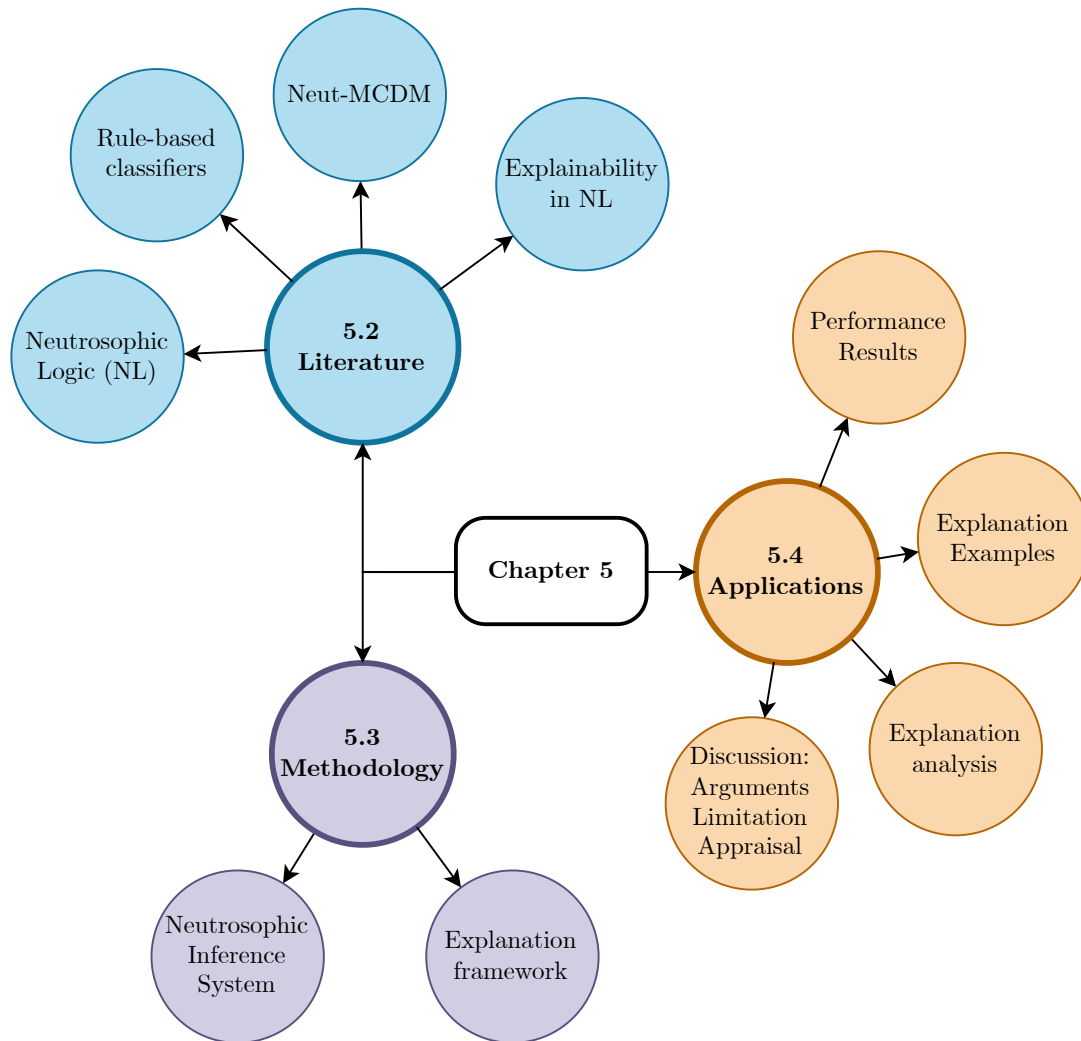 Neut-MCDM
Rule-based
classifiers
Explainability
in NL
Neutrosophic
Logic (NL)
5.2
Literature
Performance
Results
Explanation
Examples
5.4
Applications
Chapter 5
Explanation
analysis
Discussion:
Arguments
Limitation
Appraisal
5.3
Methodology
Neutrosophic
Inference
System
Explanation
framework